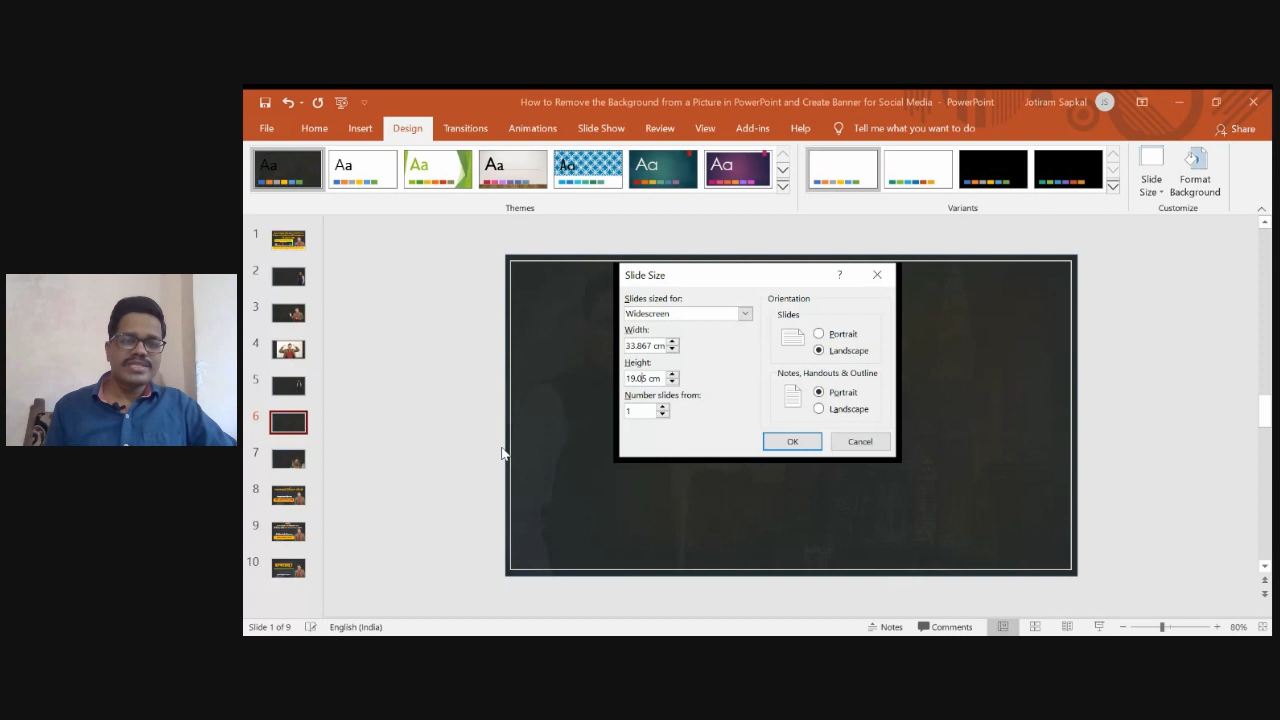 How to Remove the Background from a Picture in PowerPoint and Create Banner for Social Media - PowerPoint
Jotiram Sapkal
JS
File Home Insert Design Transitions Animations Slide Show Review View Add-ins Help Tell me what you want to do
Share
Aa Aa Aa Aa Aa Aa Aa
Slide Size
Format Background
Themes
Variants
Customize
1
2
3
4
5
6
7
8
9
10
Slide Size ?
Slides sized for:
Widescreen
Width:
33.867 cm
Height:
19.05 cm
Number slides from:
1
Orientation
Slides
Portrait
Landscape
Notes, Handouts & Outline
Portrait
Landscape
OK Cancel
Slide 1 of 9 English (India) Notes Comments 80%